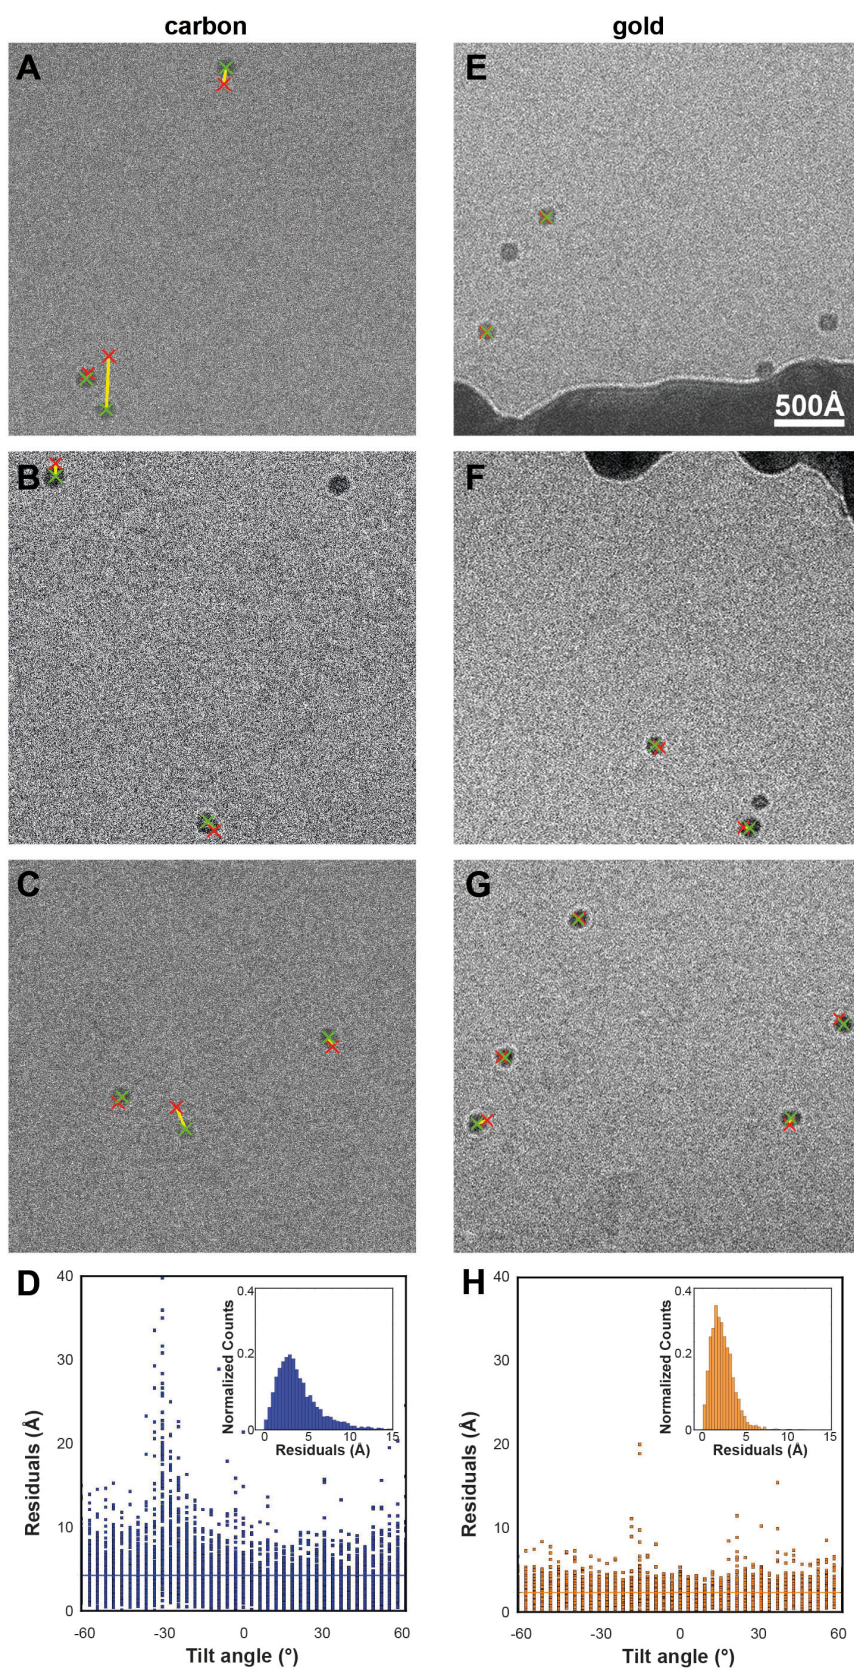 carbon
gold
A
E
500Å
B
F
C
G
D
40
30
20
10
0
Residuals (Å)
-60
-30
0
30
60
Tilt angle (°)
0.4
0.2
0
Normalized Counts
0
5
10
15
Residuals (Å)
H
40
30
20
10
0
Residuals (Å)
-60
-30
0
30
60
Tilt angle (°)
0.4
0.2
0
Normalized Counts
0
5
10
15
Residuals (Å)